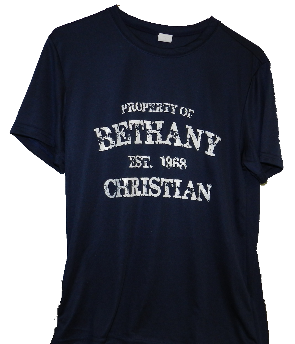 PROPERTY OF
BETHANY
EST. 1968
CHRISTIAN